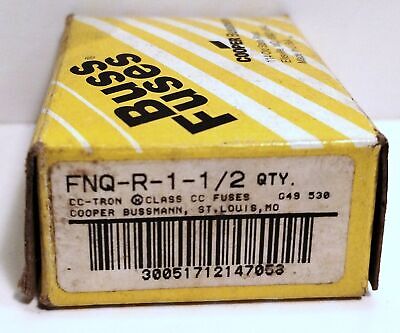 Buss®
Fuses
COOPER
FNQ-R-1-1/2 QTY.
CC-TRON ® CLASS CC FUSES G49 530
COOPER BUSSMANN, ST.LOUIS,MO
30051712147053